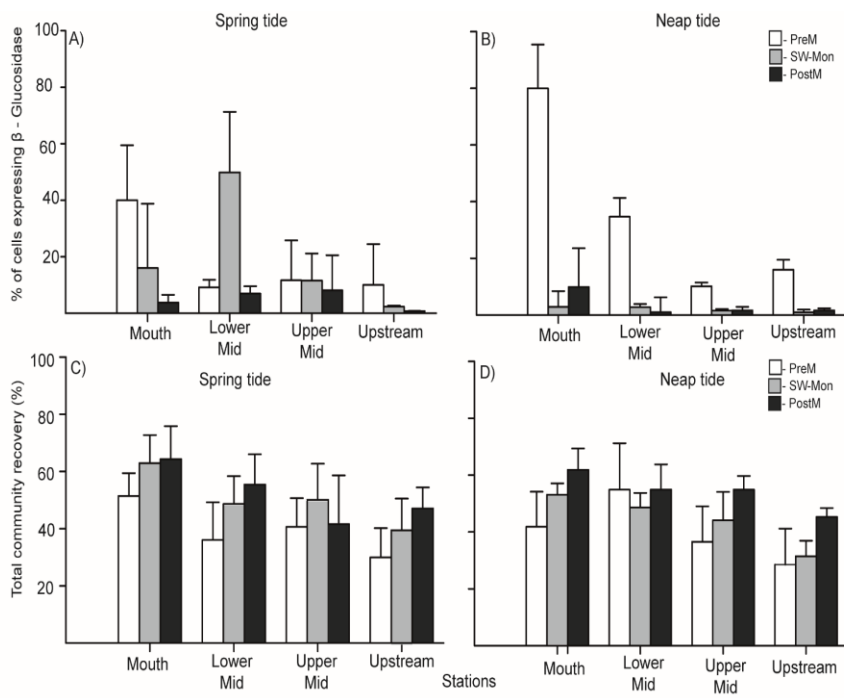 Spring tide
Neap tide
100
A)
B)
- PreM
- SW-Mon
- PostM
80
60
40
20
% of cells expressing β - Glucosidase
Mouth
Lower
Mid
Upper
Mid
Upstream
Mouth
Lower
Mid
Upper
Mid
Upstream
100
C)
Spring tide
D)
Neap tide
- PreM
- SW-Mon
- PostM
80
60
40
20
Total community recovery (%)
Mouth
Lower
Mid
Upper
Mid
Upstream
Mouth
Lower
Mid
Upper
Mid
Upstream
Stations